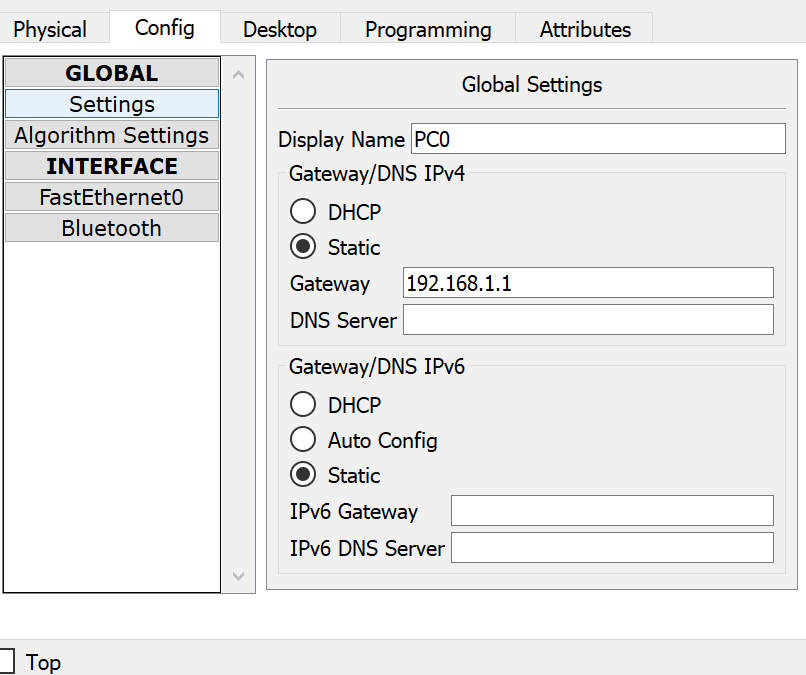 Physical Config Desktop Programming Attributes
GLOBAL
Settings
Algorithm Settings
INTERFACE
FastEthernet0
Bluetooth
Global Settings
Display Name PC0
Gateway/DNS IPv4
DHCP
Static
Gateway 192.168.1.1
DNS Server
Gateway/DNS IPv6
DHCP
Auto Config
Static
IPv6 Gateway
IPv6 DNS Server
Top